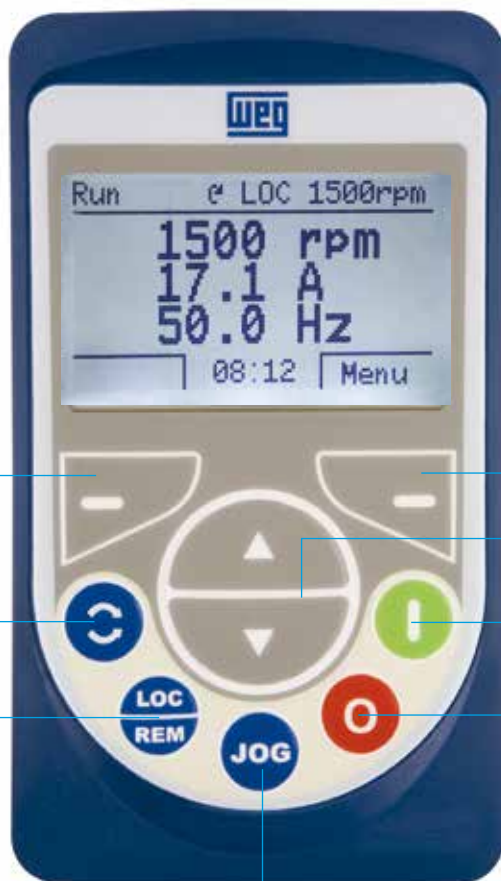 weg
Run LOC 1500rpm
1500 rpm
17.1 A
50.0 Hz
08:12 Menu
LOC
REM
JOG
O